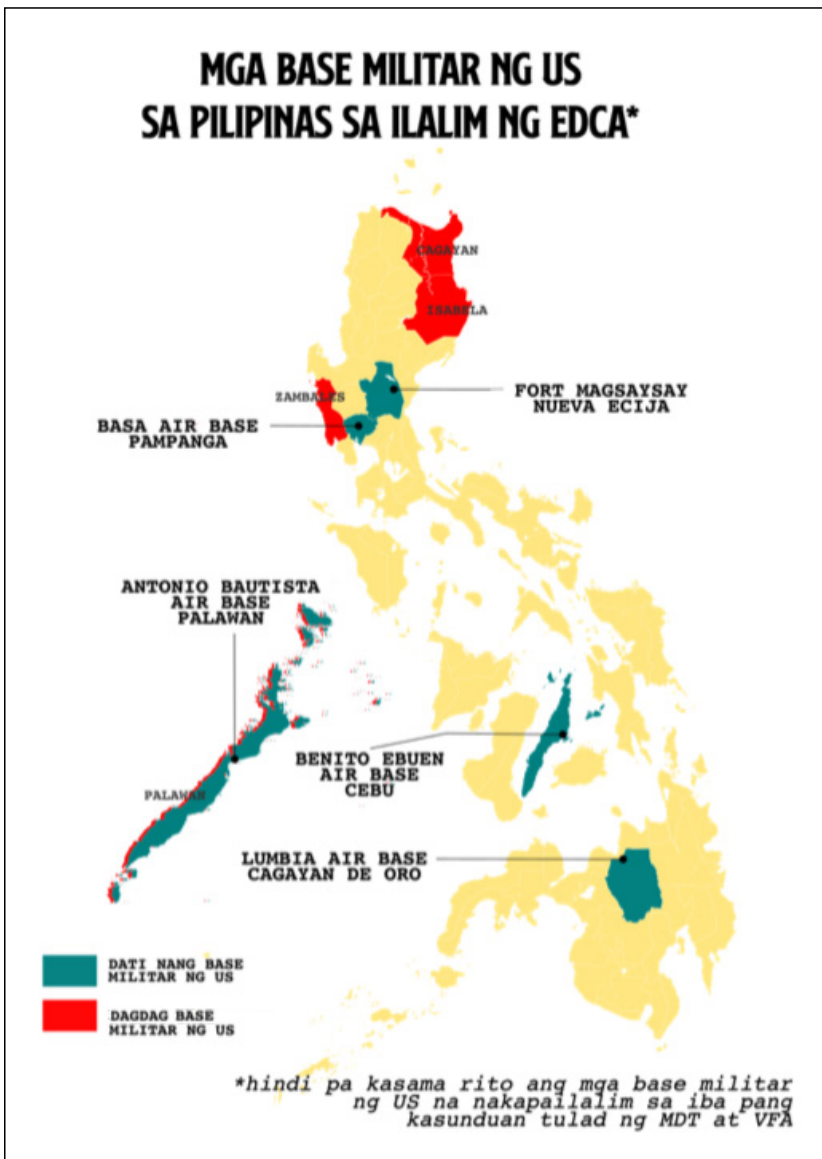 MGA BASE MILITAR NG US
SA PILIPINAS SA ILALIM NG EDCA*
CAGAYAN
ISABELA
ZAMBALES
FORT MAGSAYSAY
NUEVA ECIJA
BASA AIR BASE
PAMPANGA
ANTONIO BAUTISTA
AIR BASE
PALAWAN
PALAWAN
BENITO EBUEN
AIR BASE
CEBU
LUMBIA AIR BASE
CAGAYAN DE ORO
DATI NANG BASE
MILITAR NG US
DAGDAG BASE
MILITAR NG US
*hindi pa kasama rito ang mga base militar
ng US na nakapailalim sa iba pang
kasunduan tulad ng MDT at VFA